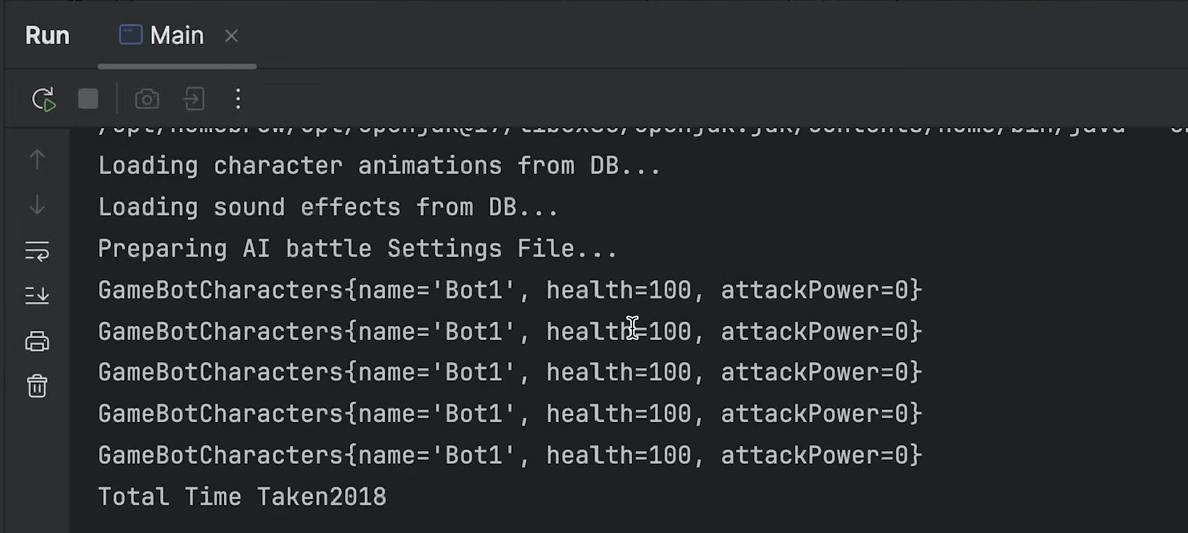 Run Main
Loading character animations from DB...
Loading sound effects from DB...
Preparing AI battle Settings File...
GameBotCharacters{name='Bot1', health=100, attackPower=0}
GameBotCharacters{name='Bot1', health=100, attackPower=0}
GameBotCharacters{name='Bot1', health=100, attackPower=0}
GameBotCharacters{name='Bot1', health=100, attackPower=0}
GameBotCharacters{name='Bot1', health=100, attackPower=0}
Total Time Taken2018